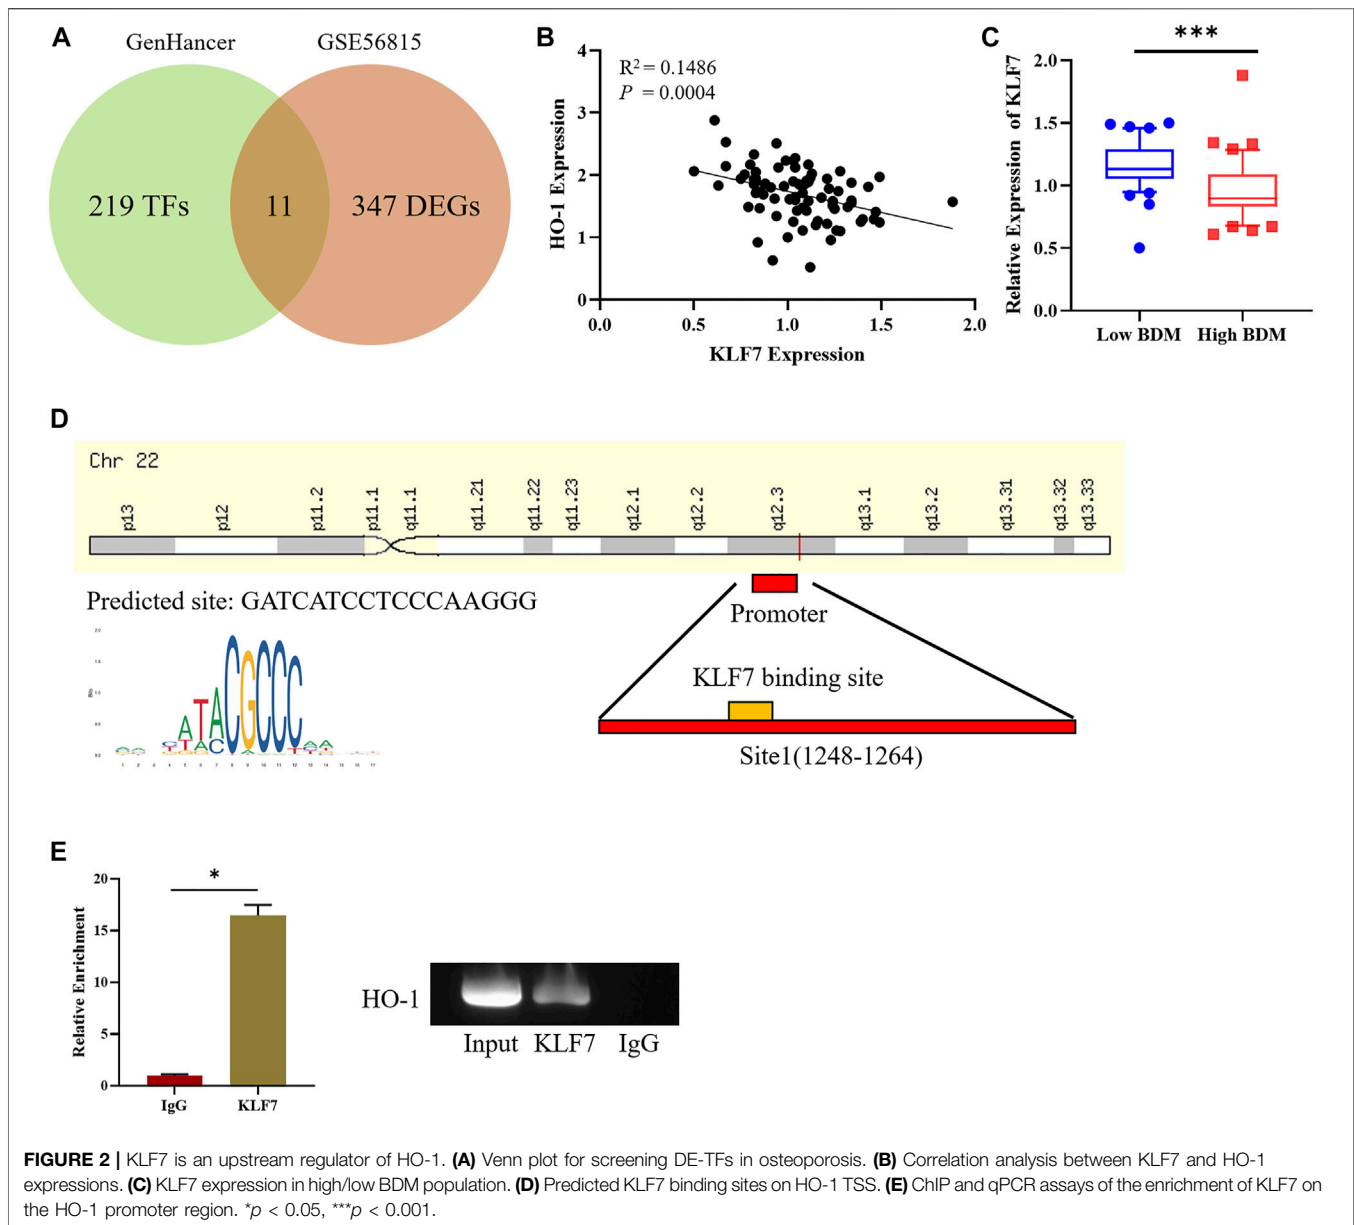 A
GenHancer
GSE56815
219 TFs
11
347 DEGs
B
R² = 0.1486
P = 0.0004
HO-1 Expression
4
3
2
1
0
0.0
0.5
1.0
1.5
2.0
KLF7 Expression
C
***
Relative Expression of KLF7
2.0
1.5
1.0
0.5
0.0
Low BDM
High BDM
D
Chr 22
p13
p12
p11.2
p11.1
q11.1
q11.21
q11.22
q11.23
q12.1
q12.2
q12.3
q13.1
q13.2
q13.31
q13.32
q13.33
Predicted site: GATCATCCTCCCAAGGG
Promoter
KLF7 binding site
Site1(1248-1264)
E
*
Relative Enrichment
20
15
10
5
0
IgG
KLF7
HO-1
Input KLF7 IgG
FIGURE 2 | KLF7 is an upstream regulator of HO-1. (A) Venn plot for screening DE-TFs in osteoporosis. (B) Correlation analysis between KLF7 and HO-1
expressions. (C) KLF7 expression in high/low BDM population. (D) Predicted KLF7 binding sites on HO-1 TSS. (E) ChIP and qPCR assays of the enrichment of KLF7 on
the HO-1 promoter region. *p < 0.05, ***p < 0.001.